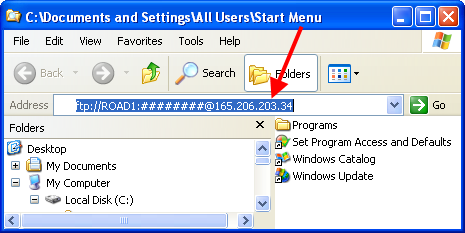 C:\Documents and Settings\All Users\Start Menu
File Edit View Favorites Tools Help
Back Search Folders
Address ftp://ROAD1:########@165.206.203.34 Go
Folders
Desktop
My Documents
My Computer
Local Disk (C:)
Programs
Set Program Access and Defaults
Windows Catalog
Windows Update